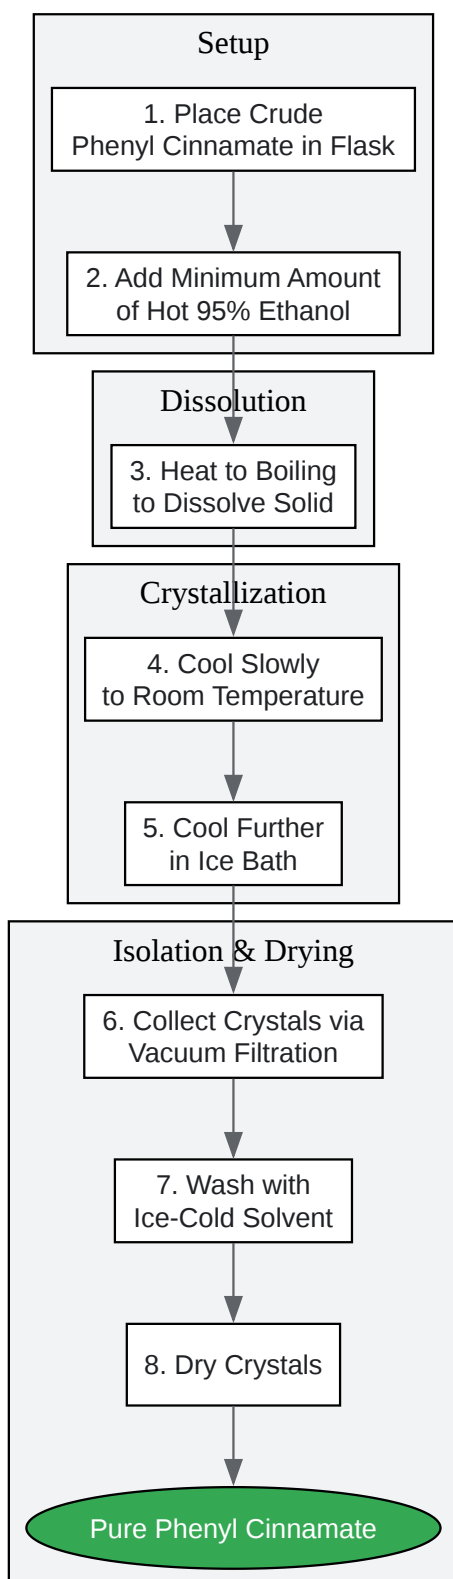 Setup
1. Place Crude
Phenyl Cinnamate in Flask
2. Add Minimum Amount
of Hot 95% Ethanol
Dissolution
3. Heat to Boiling
to Dissolve Solid
Crystallization
4. Cool Slowly
to Room Temperature
5. Cool Further
in Ice Bath
Isolation & Drying
6. Collect Crystals via
Vacuum Filtration
7. Wash with
Ice-Cold Solvent
8. Dry Crystals
Pure Phenyl Cinnamate